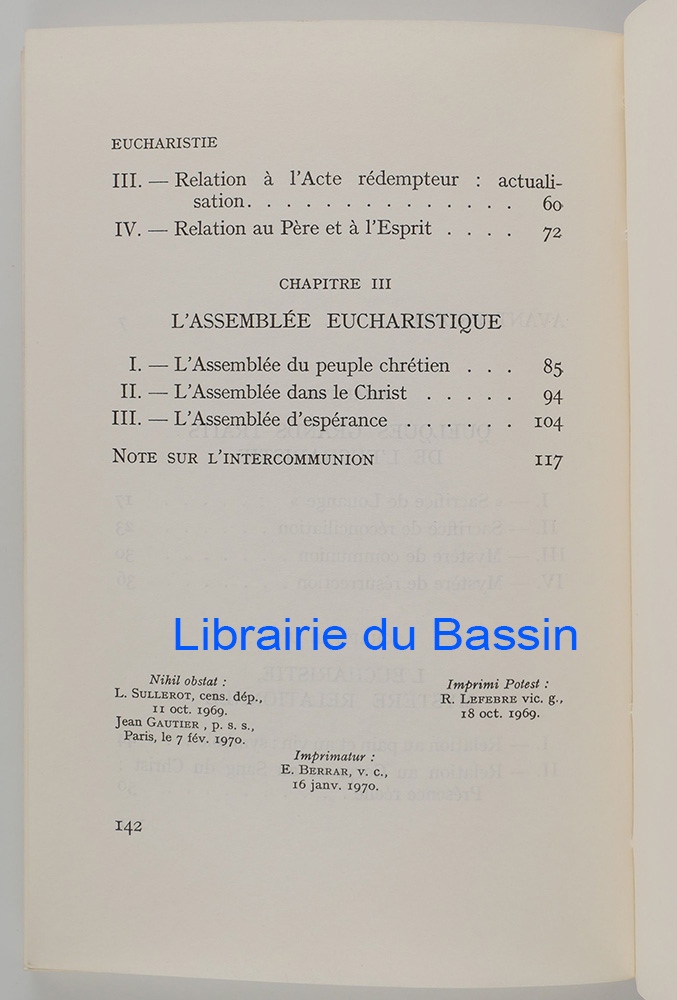 EUCHARISTIE
III. — Relation à l'Acte rédempteur : actuali-
sation. . . . . . . . . . . . . . . 60
IV. — Relation au Père et à l'Esprit . . . . 72
CHAPITRE III
L'ASSEMBLÉE EUCHARISTIQUE
I. — L'Assemblée du peuple chrétien . . . 85
II. — L'Assemblée dans le Christ . . . . . 94
III. — L'Assemblée d'espérance . . . . . . 104
NOTE SUR L'INTERCOMMUNION 117
Librairie du Bassin
Nihil obstat :
L. SULLEROT, cens. dép.,
11 oct. 1969.
Jean GAUTIER , p. s. s.,
Paris, le 7 fév. 1970.
Imprimi Potest :
R. LEFEBRE vic. g.,
18 oct. 1969.
Imprimatur :
E. BERRAR, v. c.,
16 janv. 1970.
142